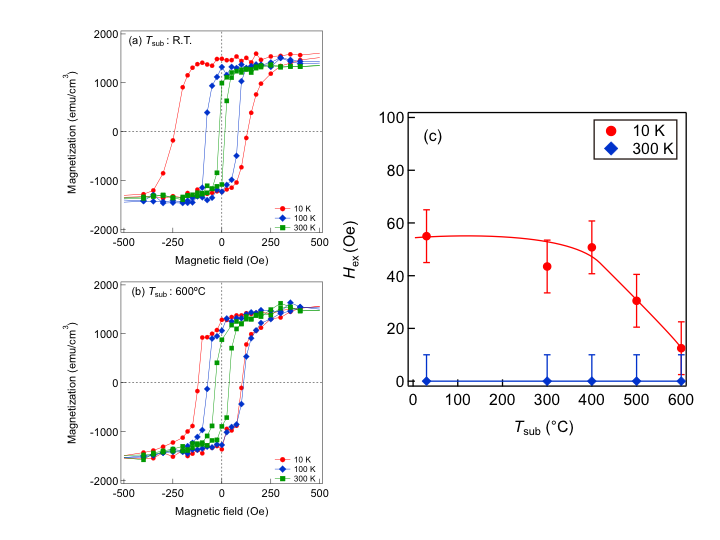 (a) Tsub : R.T.
Magnetization (emu/cm3)
2000
1000
0
-1000
-2000
-500
-250
0
250
500
Magnetic field (Oe)
10 K
100 K
300 K
(b) Tsub : 600ºC
Magnetization (emu/cm3)
2000
1000
0
-1000
-2000
-500
-250
0
250
500
Magnetic field (Oe)
10 K
100 K
300 K
(c)
Hex (Oe)
100
80
60
40
20
0
0
100
200
300
400
500
600
Tsub (°C)
10 K
300 K